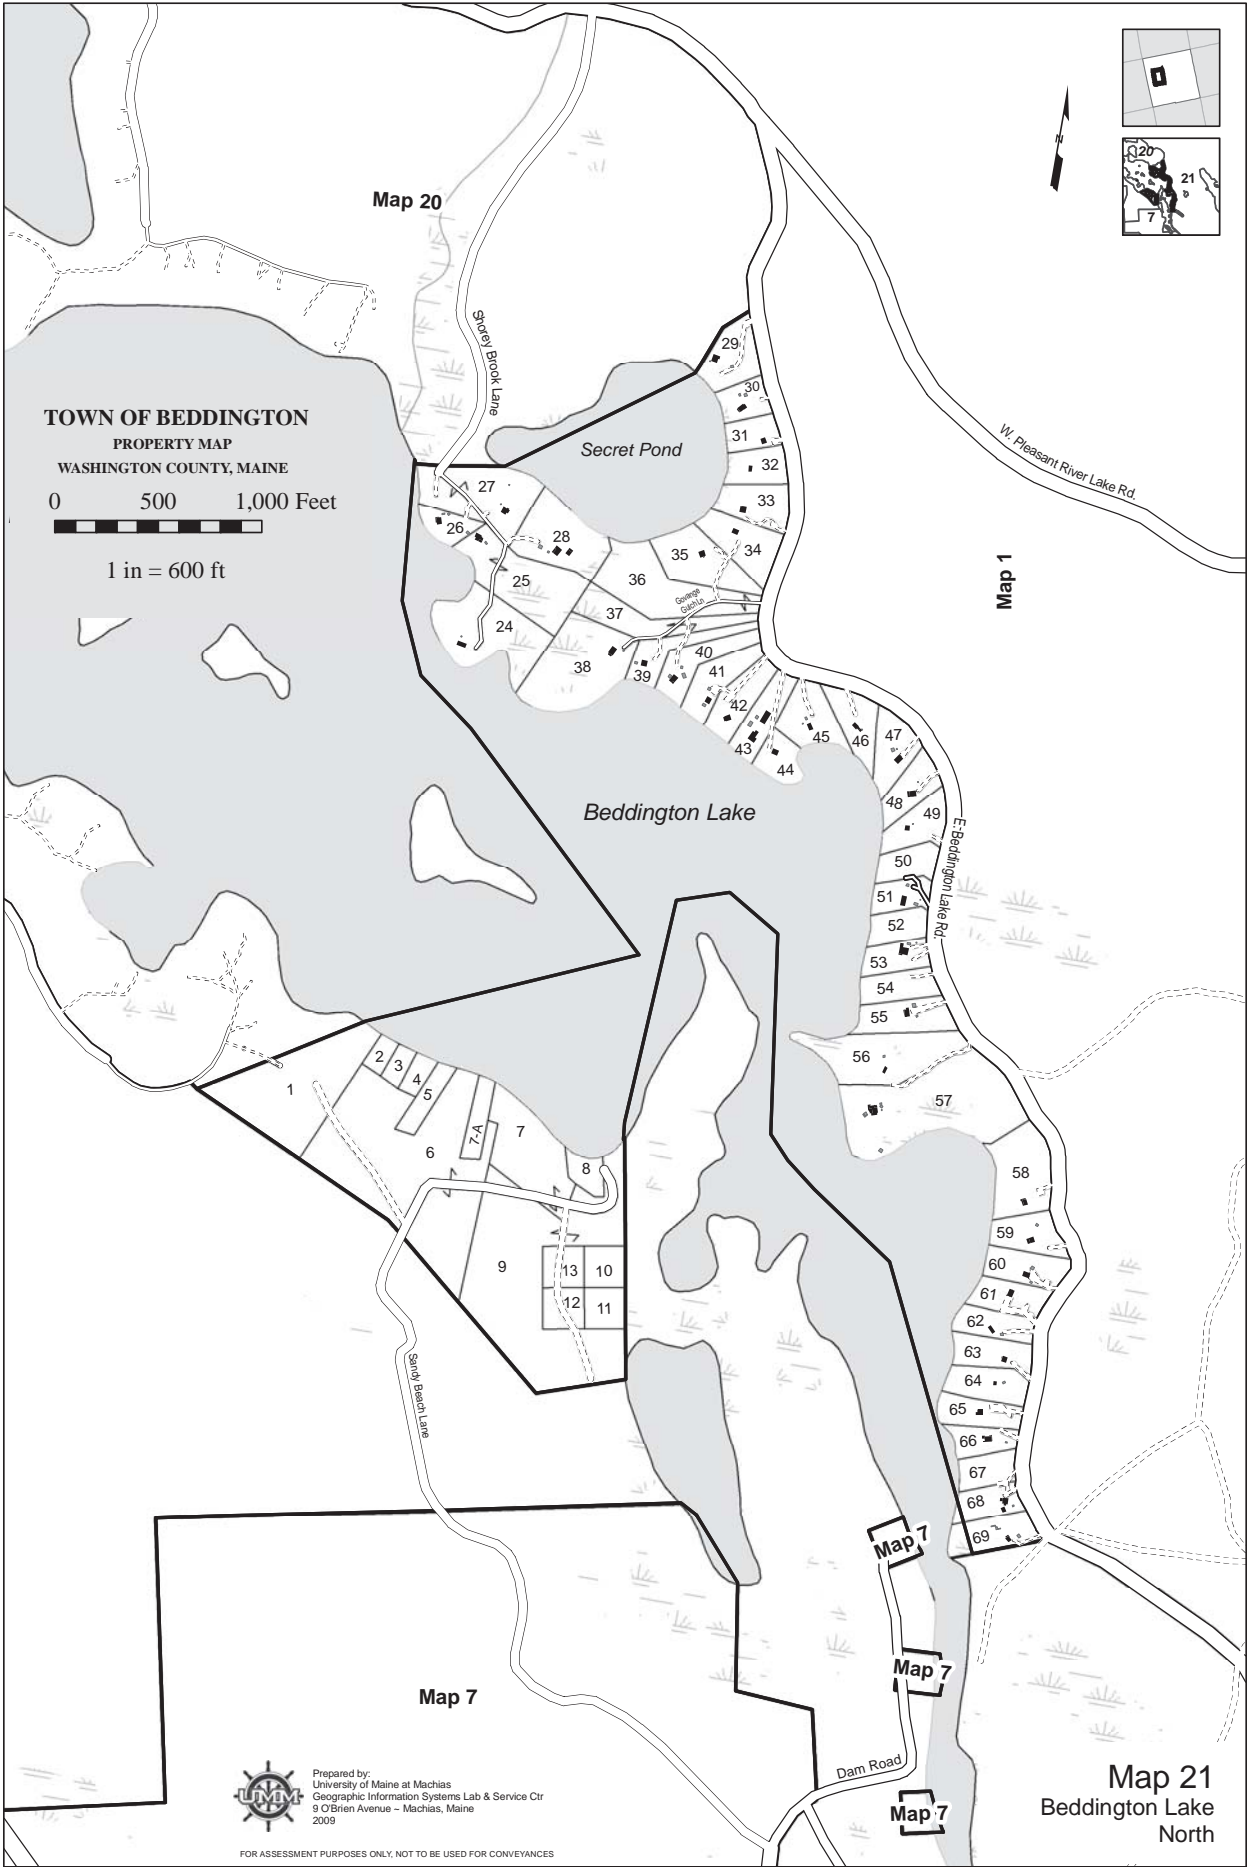 Map 20
20
21
7
N
TOWN OF BEDDINGTON
PROPERTY MAP
WASHINGTON COUNTY, MAINE
0 500 1,000 Feet
1 in = 600 ft
Shorey Brook Lane
Secret Pond
W. Pleasant River Lake Rd.
Map 1
29
30
31
32
33
34
35
36
27
26
28
25
24
37
38
Gulch Ln
39
40
41
42
43
44
45
46
47
48
49
50
51
52
53
54
55
56
57
58
59
60
61
62
63
64
65
66
67
68
69
Beddington Lake
E. Beddington Lake Rd.
1
2
3
4
5
6
7-A
7
8
9
13
10
12
11
Sandy Beach Lane
Map 7
Map 7
Map 7
Dam Road
Map 7
UMM
Prepared by:
University of Maine at Machias
Geographic Information Systems Lab & Service Ctr
9 O'Brien Avenue ~ Machias, Maine
2009
FOR ASSESSMENT PURPOSES ONLY, NOT TO BE USED FOR CONVEYANCES
Map 21
Beddington Lake
North